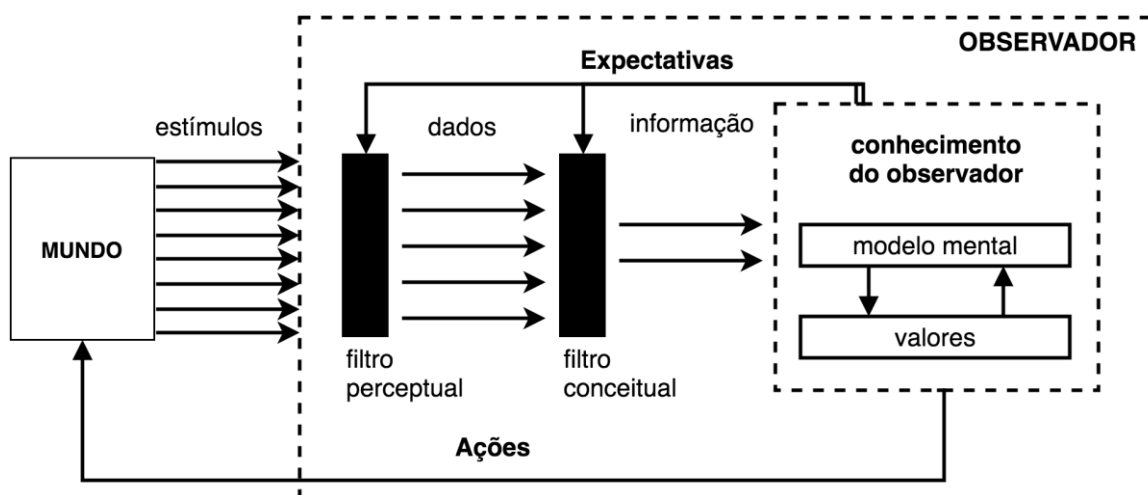 OBSERVADOR
Expectativas
estímulos
dados
informação
MUNDO
conhecimento
do observador
modelo mental
valores
filtro
perceptual
filtro
conceitual
Ações